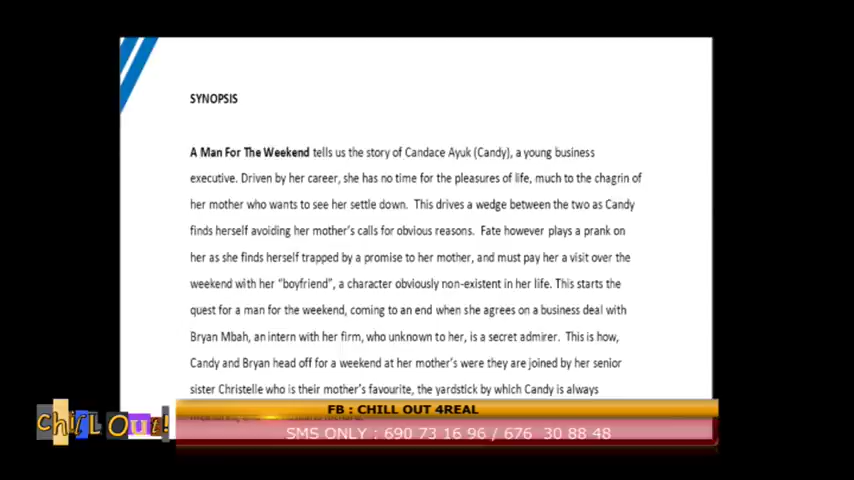 SYNOPSIS
A Man For The Weekend tells us the story of Candace Ayuk (Candy), a young business
executive. Driven by her career, she has no time for the pleasures of life, much to the chagrin of
her mother who wants to see her settle down. This drives a wedge between the two as Candy
finds herself avoiding her mother's calls for obvious reasons. Fate however plays a prank on
her as she finds herself trapped by a promise to her mother, and must pay her a visit over the
weekend with her "boyfriend", a character obviously non-existent in her life. This starts the
quest for a man for the weekend, coming to an end when she agrees on a business deal with
Bryan Mbah, an intern with her firm, who unknown to her, is a secret admirer. This is how,
Candy and Bryan head off for a weekend at her mother's were they are joined by her senior
sister Christelle who is their mother's favourite, the yardstick by which Candy is always
chill Out!
FB : CHILL OUT 4REAL
SMS ONLY : 690 73 16 96 / 676 30 88 48